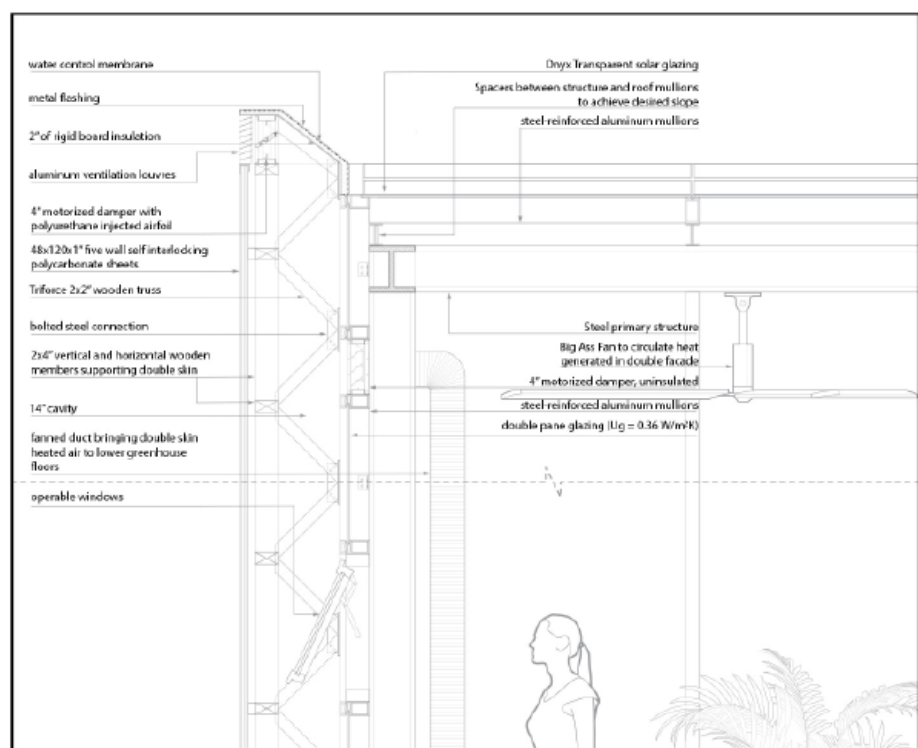 water control membrane
metal flashing
2" of rigid board insulation
aluminum ventilation louvres
4" motorized damper with
polyurethane injected airfoil
48x120x1" five wall self interlocking
polycarbonate sheets
Triforce 2x2" wooden truss
bolted steel connection
2x4" vertical and horizontal wooden
members supporting double skin
14" cavity
fanned duct bringing double skin
heated air to lower greenhouse
floors
operable windows
Onyx Transparent solar glazing
Spacers between structure and roof mullions
to achieve desired slope
steel-reinforced aluminum mullions
Steel primary structure
Big Ass Fan to circulate heat
generated in double facade
4" motorized damper, uninsulated
steel-reinforced aluminum mullions
double pane glazing (Ug = 0.36 W/m²K)